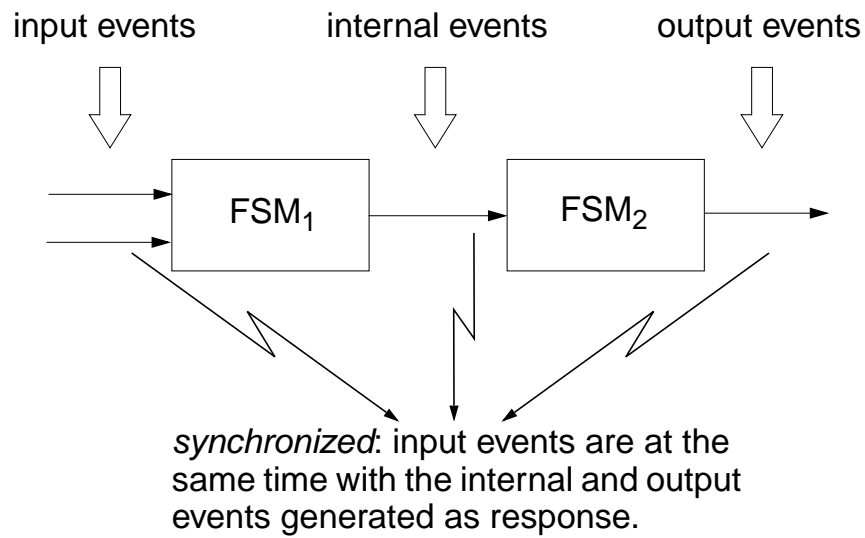 input events internal events output events
FSM₁ FSM₂
synchronized: input events are at the
same time with the internal and output
events generated as response.